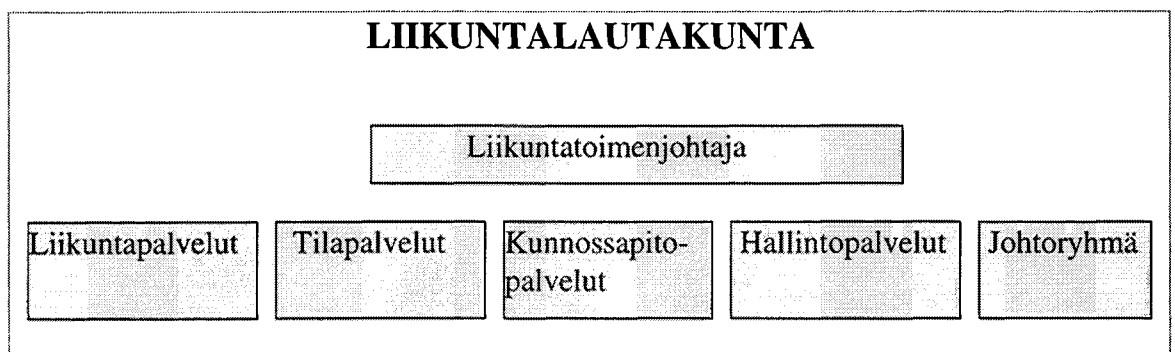 LIIKUNTALAUTAKUNTA
Liikuntatoimenjohtaja
Liikuntapalvelut
Tilapalvelut
Kunnossapito-
palvelut
Hallintopalvelut
Johtoryhmä